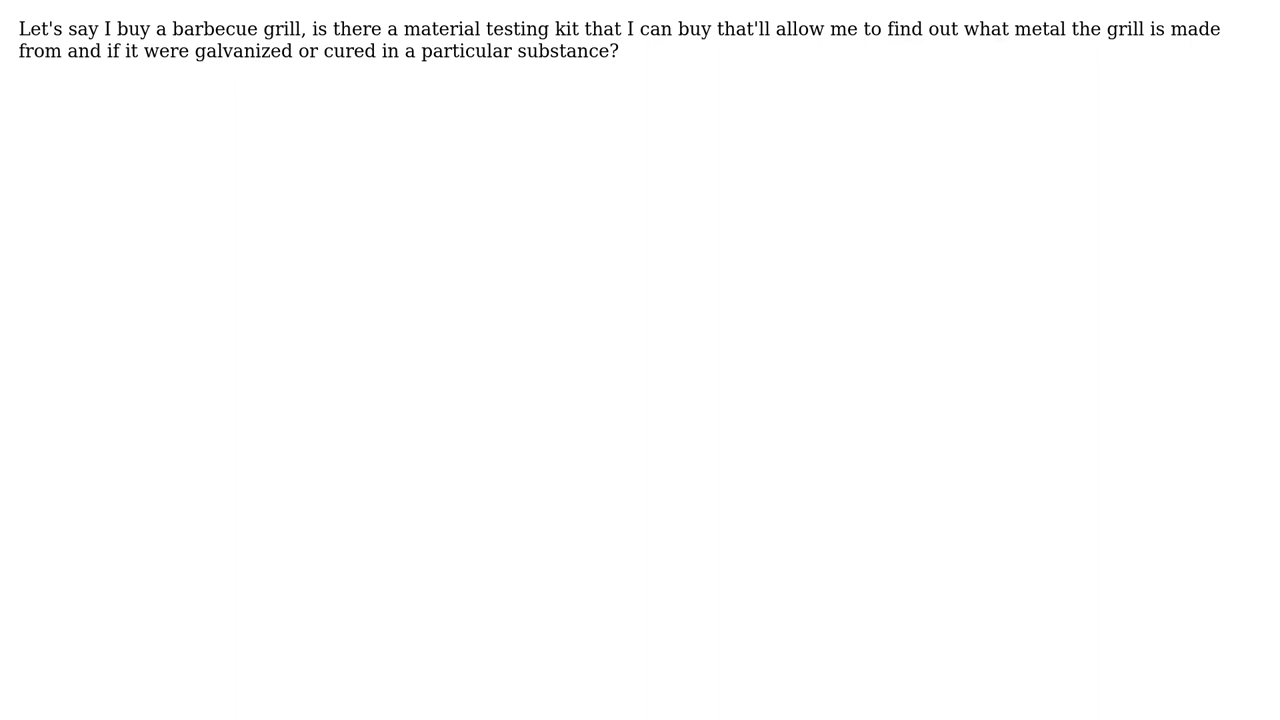 Let's say I buy a barbecue grill, is there a material testing kit that I can buy that'll allow me to find out what metal the grill is made
from and if it were galvanized or cured in a particular substance?